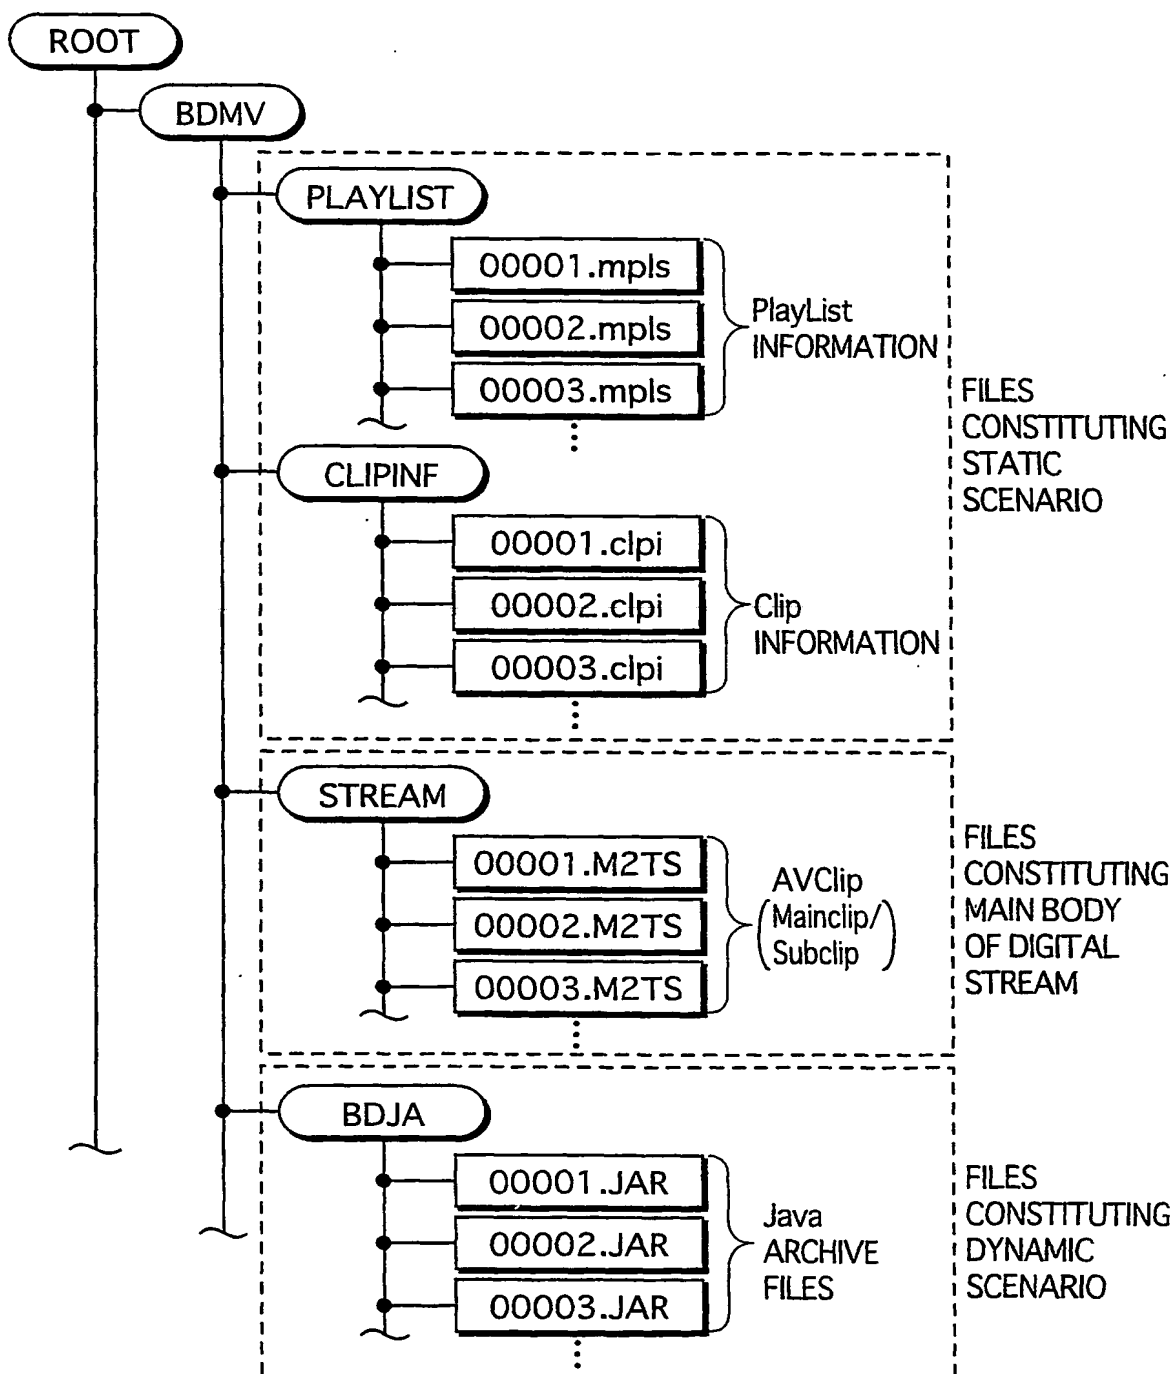 ROOT
BDMV
PLAYLIST
00001.mpls
00002.mpls
00003.mpls
PlayList
INFORMATION
CLIPINF
00001.clpi
00002.clpi
00003.clpi
Clip
INFORMATION
FILES
CONSTITUTING
STATIC
SCENARIO
STREAM
00001.M2TS
00002.M2TS
00003.M2TS
AVClip
(Mainclip/
Subclip)
FILES
CONSTITUTING
MAIN BODY
OF DIGITAL
STREAM
BDJA
00001.JAR
00002.JAR
00003.JAR
Java
ARCHIVE
FILES
FILES
CONSTITUTING
DYNAMIC
SCENARIO